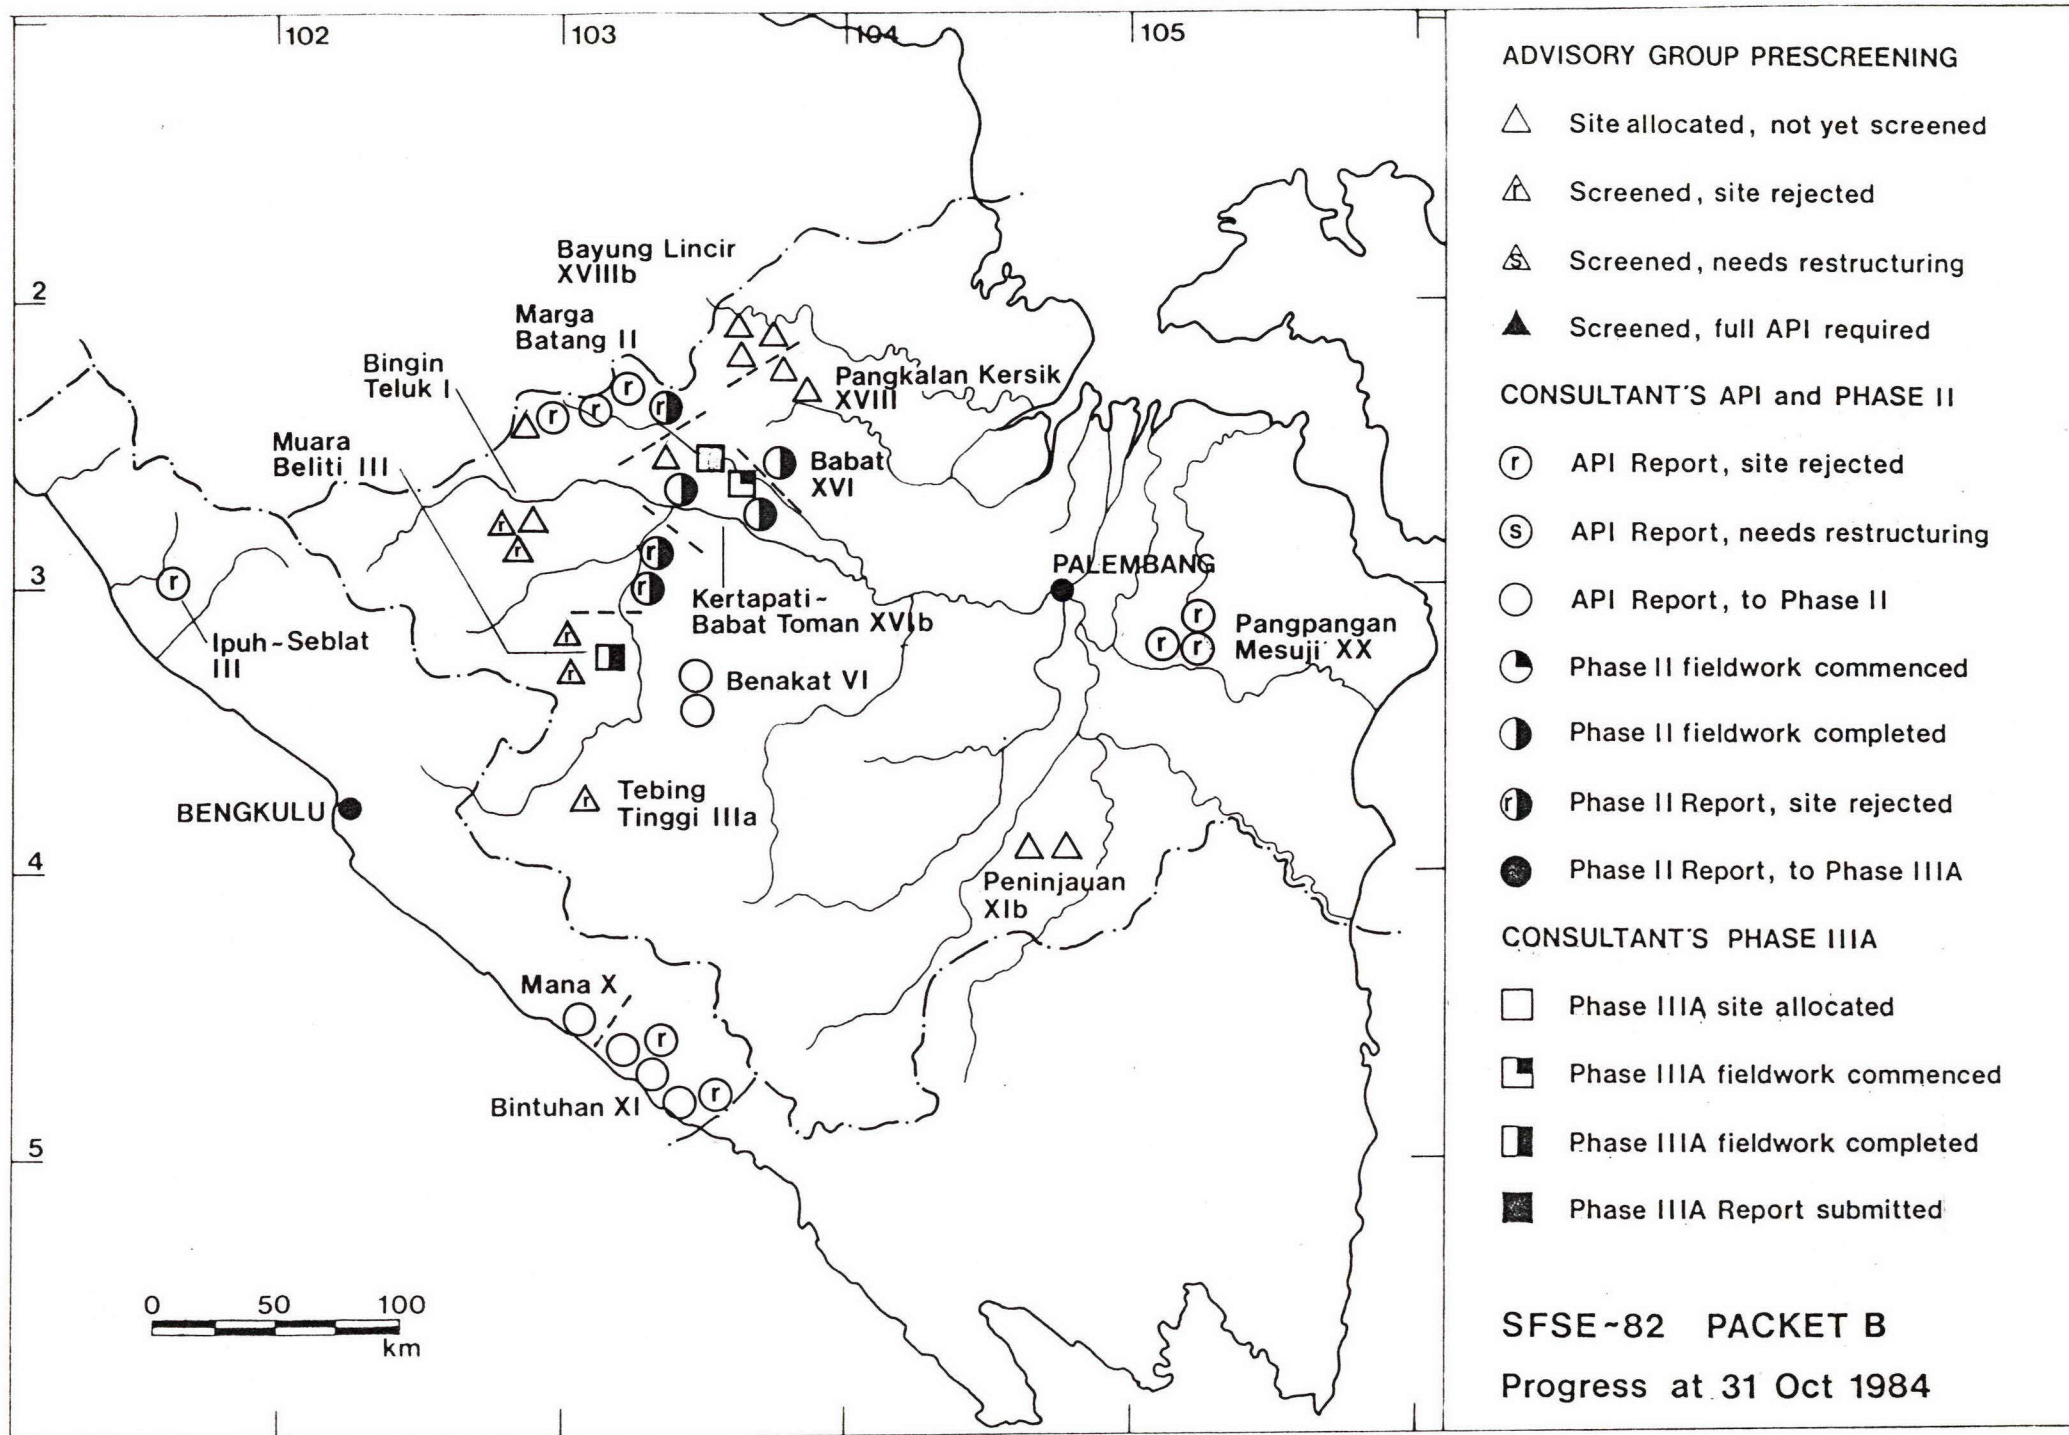 102
103
104
105
2
3
4
5
Bayung Lincir
XVIIIb
Marga
Batang II
Bingin
Teluk I
Muara
Beliti III
Pangkalan Kersik
XVIII
r
r
r
r
Babat
XVI
r
r
r
r
r
PALEMBANG
Kertapati-
Babat Toman XVIb
r
Ipuh-Seblat
III
r
r
Benakat VI
r
r
r
Pangpangan
Mesuji XX
BENGKULU
r
Tebing
Tinggi IIIa
Peninjauan
XIb
Mana X
r
r
Bintuhan XI
0 50 100
km
ADVISORY GROUP PRESCREENING
Site allocated, not yet screened
r Screened, site rejected
s Screened, needs restructuring
Screened, full API required
CONSULTANT'S API and PHASE II
r API Report, site rejected
s API Report, needs restructuring
API Report, to Phase II
Phase II fieldwork commenced
Phase II fieldwork completed
r Phase II Report, site rejected
Phase II Report, to Phase IIIA
CONSULTANT'S PHASE IIIA
Phase IIIA site allocated
Phase IIIA fieldwork commenced
Phase IIIA fieldwork completed
Phase IIIA Report submitted
SFSE-82 PACKET B
Progress at 31 Oct 1984